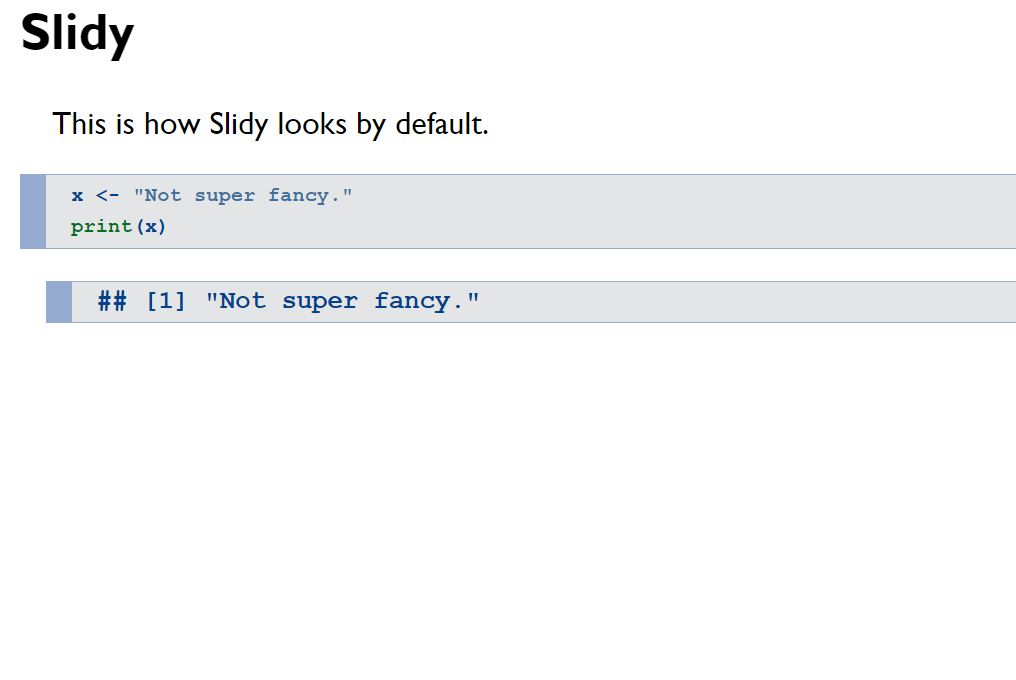 Slidy
This is how Slidy looks by default.
x <- "Not super fancy."
print(x)
## [1] "Not super fancy."